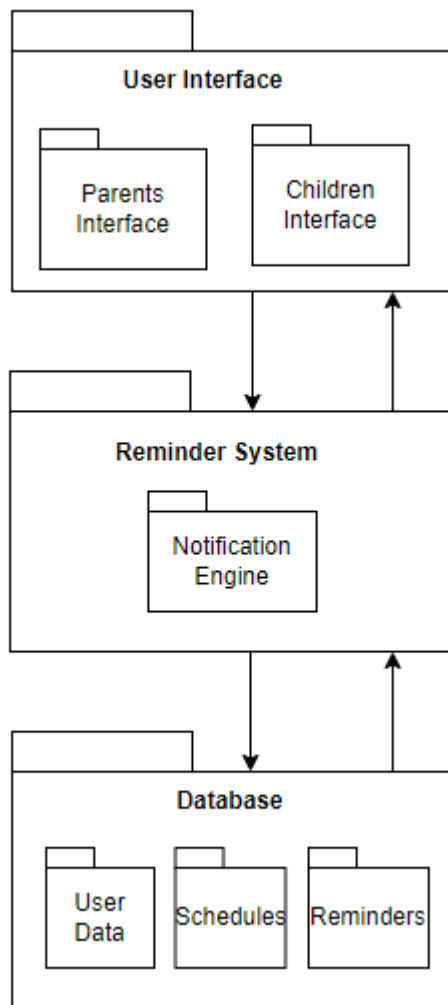 User Interface
Parents
Interface
Children
Interface
Reminder System
Notification
Engine
Database
User
Data
Schedules
Reminders